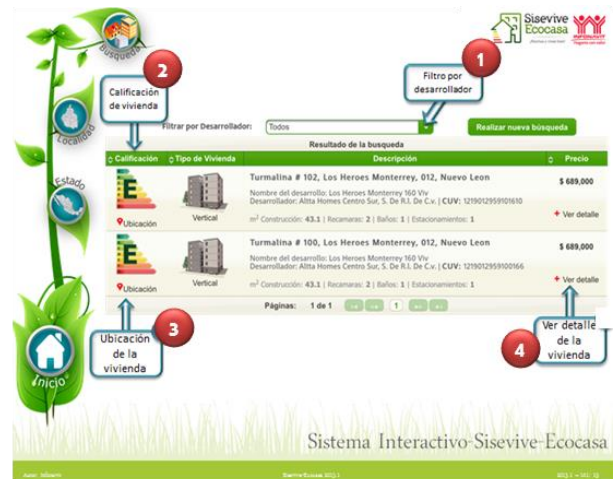 Sisevive
Ecocasa
INFONAVIT
Busqueda
1
2
Filtro por
desarrollador
Calificación
de vivienda
Localidad
Filtrar por Desarrollador:
Todos
Realizar nueva búsqueda
Resultado de la busqueda
Calificación
Tipo de Vivienda
Descripción
Precio
Estado
E
Turmalina # 102, Los Heroes Monterrey, 012, Nuevo Leon
$ 689,000
Nombre del desarrollo: Los Heroes Monterrey 160 Viv
Desarrollador: Altta Homes Centro Sur, S. De R.l. De C.v. | CUV: 1219012959101610
Ubicación
Vertical
m² Construcción: 43.1 | Recamaras: 2 | Baños: 1 | Estacionamientos: 1
+ Ver detalle
E
Turmalina # 100, Los Heroes Monterrey, 012, Nuevo Leon
$ 689,000
Nombre del desarrollo: Los Heroes Monterrey 160 Viv
Desarrollador: Altta Homes Centro Sur, S. De R.l. De C.v. | CUV: 1219012959100166
Ubicación
Vertical
m² Construcción: 43.1 | Recamaras: 2 | Baños: 1 | Estacionamientos: 1
+ Ver detalle
Páginas: 1 de 1
1
3
Ubicación
de la
vivienda
4
Ver detalle
de la
vivienda
Inicio
Sistema Interactivo-Sisevive-Ecocasa